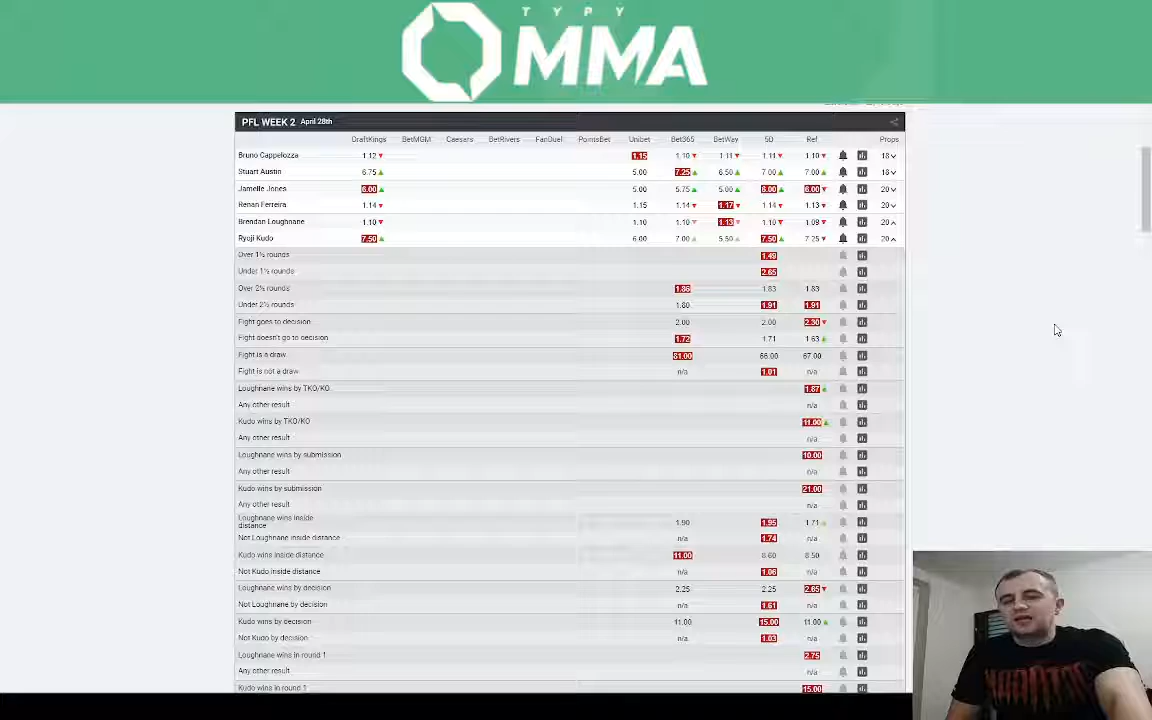 TYPY
MMA
PFL WEEK 2 April 28th
DraftKings BetMGM Caesars BetRivers FanDuel PointsBet Unibet Bet365 BetWay 5D Ref Props
Bruno Cappelozza 1.12 1.15 1.10 1.11 1.11 1.10 18
Stuart Austin 6.75 5.00 7.25 6.50 7.00 7.00 18
Jamelle Jones 6.00 5.00 5.75 5.00 6.00 6.00 20
Renan Ferreira 1.14 1.15 1.14 1.17 1.14 1.13 20
Brendan Loughnane 1.10 1.10 1.10 1.13 1.10 1.09 20
Ryoji Kudo 7.50 6.00 7.00 5.50 7.50 7.25 20
Over 1½ rounds 1.49
Under 1½ rounds 2.65
Over 2½ rounds 1.86 1.83 1.83
Under 2½ rounds 1.80 1.91 1.91
Fight goes to decision 2.00 2.00 2.30
Fight doesn't go to decision 1.72 1.71 1.63
Fight is a draw 81.00 66.00 67.00
Fight is not a draw n/a 1.01 n/a
Loughnane wins by TKO/KO 1.87
Any other result n/a
Kudo wins by TKO/KO 11.00
Any other result n/a
Loughnane wins by submission 10.00
Any other result n/a
Kudo wins by submission 21.00
Any other result n/a
Loughnane wins inside
distance 1.90 1.95 1.71
Not Loughnane inside distance n/a 1.74 n/a
Kudo wins inside distance 11.00 8.60 8.50
Not Kudo inside distance n/a 1.06 n/a
Loughnane wins by decision 2.25 2.25 2.65
Not Loughnane by decision n/a 1.61 n/a
Kudo wins by decision 11.00 15.00 11.00
Not Kudo by decision n/a 1.03 n/a
Loughnane wins in round 1 2.75
Any other result n/a
Kudo wins in round 1 15.00